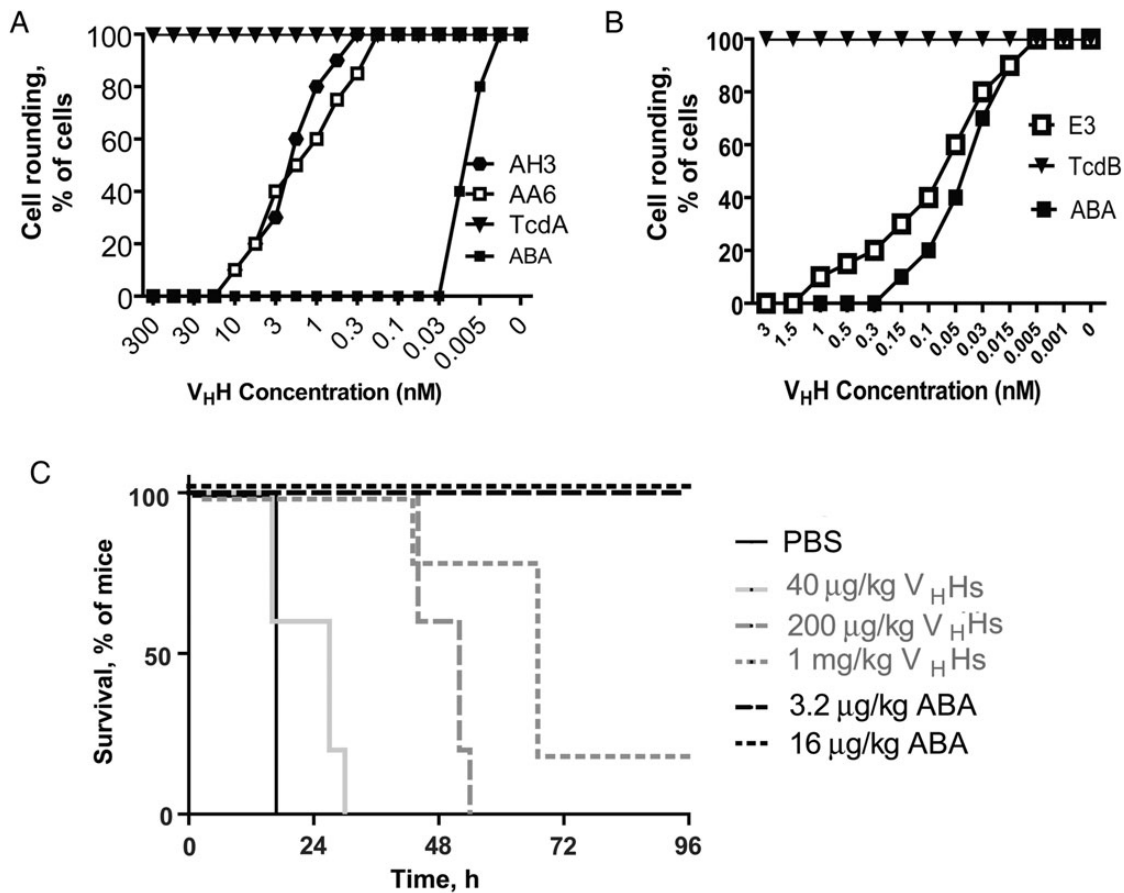 A
Cell rounding,
% of cells
100
80
60
40
20
0
300
30
10
3
1
0.3
0.1
0.03
0.005
0
VHH Concentration (nM)
AH3
AA6
TcdA
ABA
B
Cell rounding,
% of cells
100
80
60
40
20
0
3
1.5
1
0.5
0.3
0.15
0.1
0.05
0.03
0.015
0.005
0.001
0
VHH Concentration (nM)
E3
TcdB
ABA
C
Survival, % of mice
100
50
0
0
24
48
72
96
Time, h
PBS
40 μg/kg VHHs
200 μg/kg VHHs
1 mg/kg VHHs
3.2 μg/kg ABA
16 μg/kg ABA